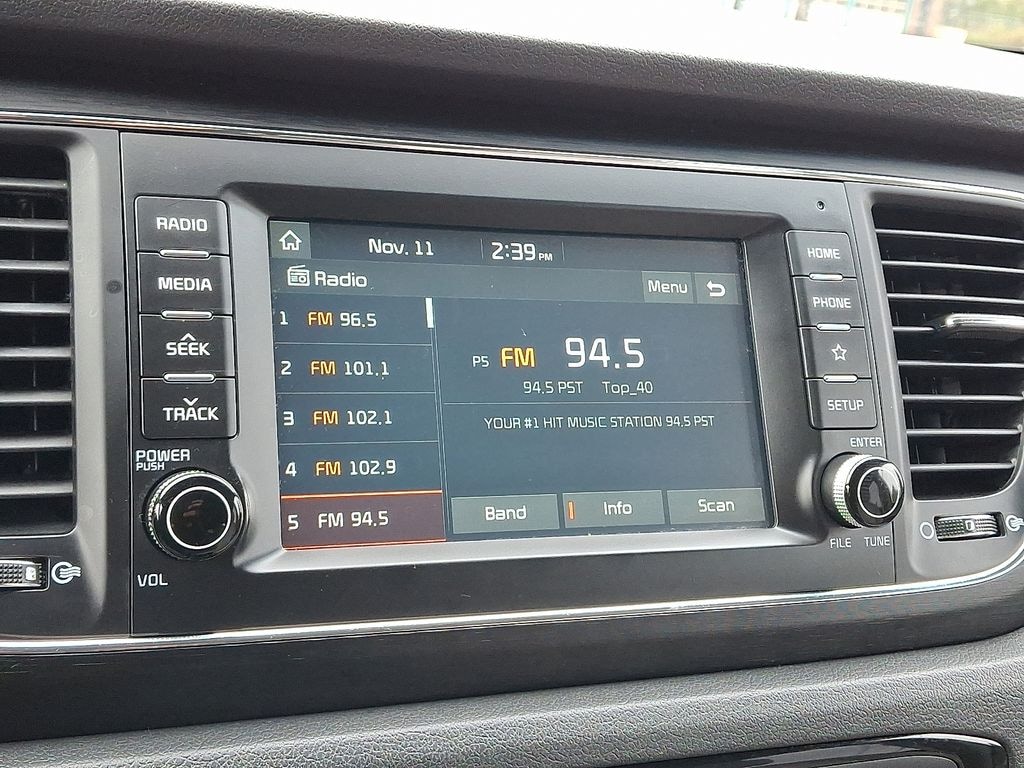 RADIO
MEDIA
SEEK
TRACK
POWER
PUSH
VOL
Nov. 11 2:39 PM
Radio
Menu
1 FM 96.5
2 FM 101.1
3 FM 102.1
4 FM 102.9
5 FM 94.5
P5 FM 94.5
94.5 PST Top_40
YOUR #1 HIT MUSIC STATION 94.5 PST
Band Info Scan
HOME
PHONE
SETUP
ENTER
FILE TUNE